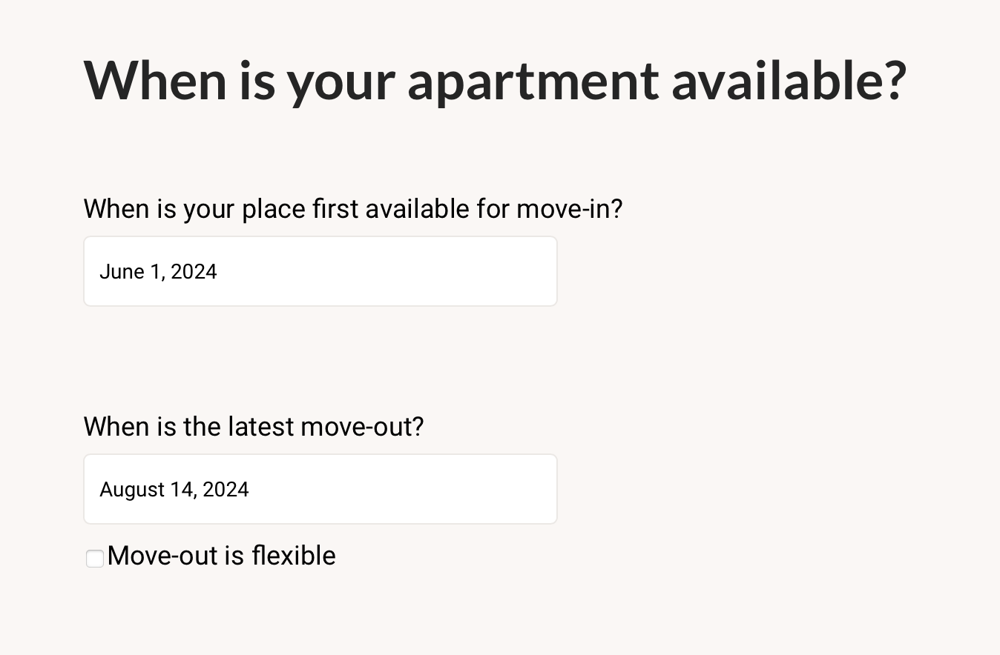 When is your apartment available?
When is your place first available for move-in?
June 1, 2024
When is the latest move-out?
August 14, 2024
Move-out is flexible